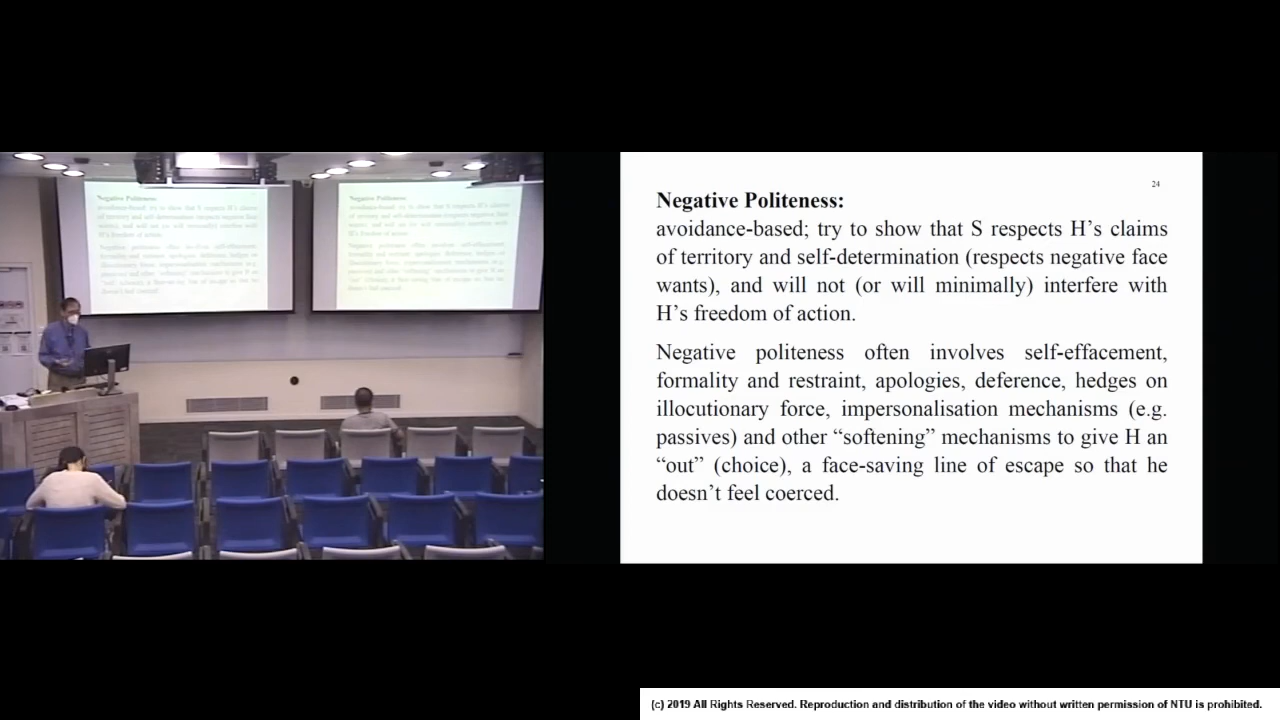 24
Negative Politeness:
avoidance-based; try to show that S respects H’s claims
of territory and self-determination (respects negative face
wants), and will not (or will minimally) interfere with
H’s freedom of action.
Negative politeness often involves self-effacement,
formality and restraint, apologies, deference, hedges on
illocutionary force, impersonalisation mechanisms (e.g.
passives) and other “softening” mechanisms to give H an
“out” (choice), a face-saving line of escape so that he
doesn’t feel coerced.
Negative Politeness:
Negative Politeness:
(c) 2019 All Rights Reserved. Reproduction and distribution of the video without written permission of NTU is prohibited.